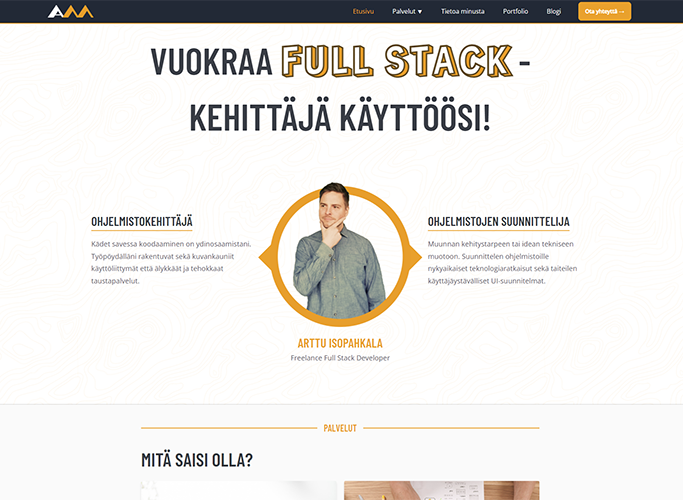 Etusivu Palvelut ▼ Tietoa minusta Portfolio Blogi Ota yhteyttä →
VUOKRAA FULL STACK -
KEHITTÄJÄ KÄYTTÖÖSI!
OHJELMISTOKEHITTÄJÄ
Kädet savessa koodaaminen on ydinosaamistani.
Työpöydälläni rakentuvat sekä kuvankauniit
käyttöliittymät että älykkäät ja tehokkaat
taustapalvelut.
OHJELMISTOJEN SUUNNITTELIJA
Muunnan kehitystarpeen tai idean tekniseen
muotoon. Suunnittelen ohjelmistoille
nykyaikaiset teknologiaratkaisut sekä taiteilen
käyttäjäystävälliset UI-suunnitelmat.
ARTTU ISOPAHKALA
Freelance Full Stack Developer
PALVELUT
MITÄ SAISI OLLA?